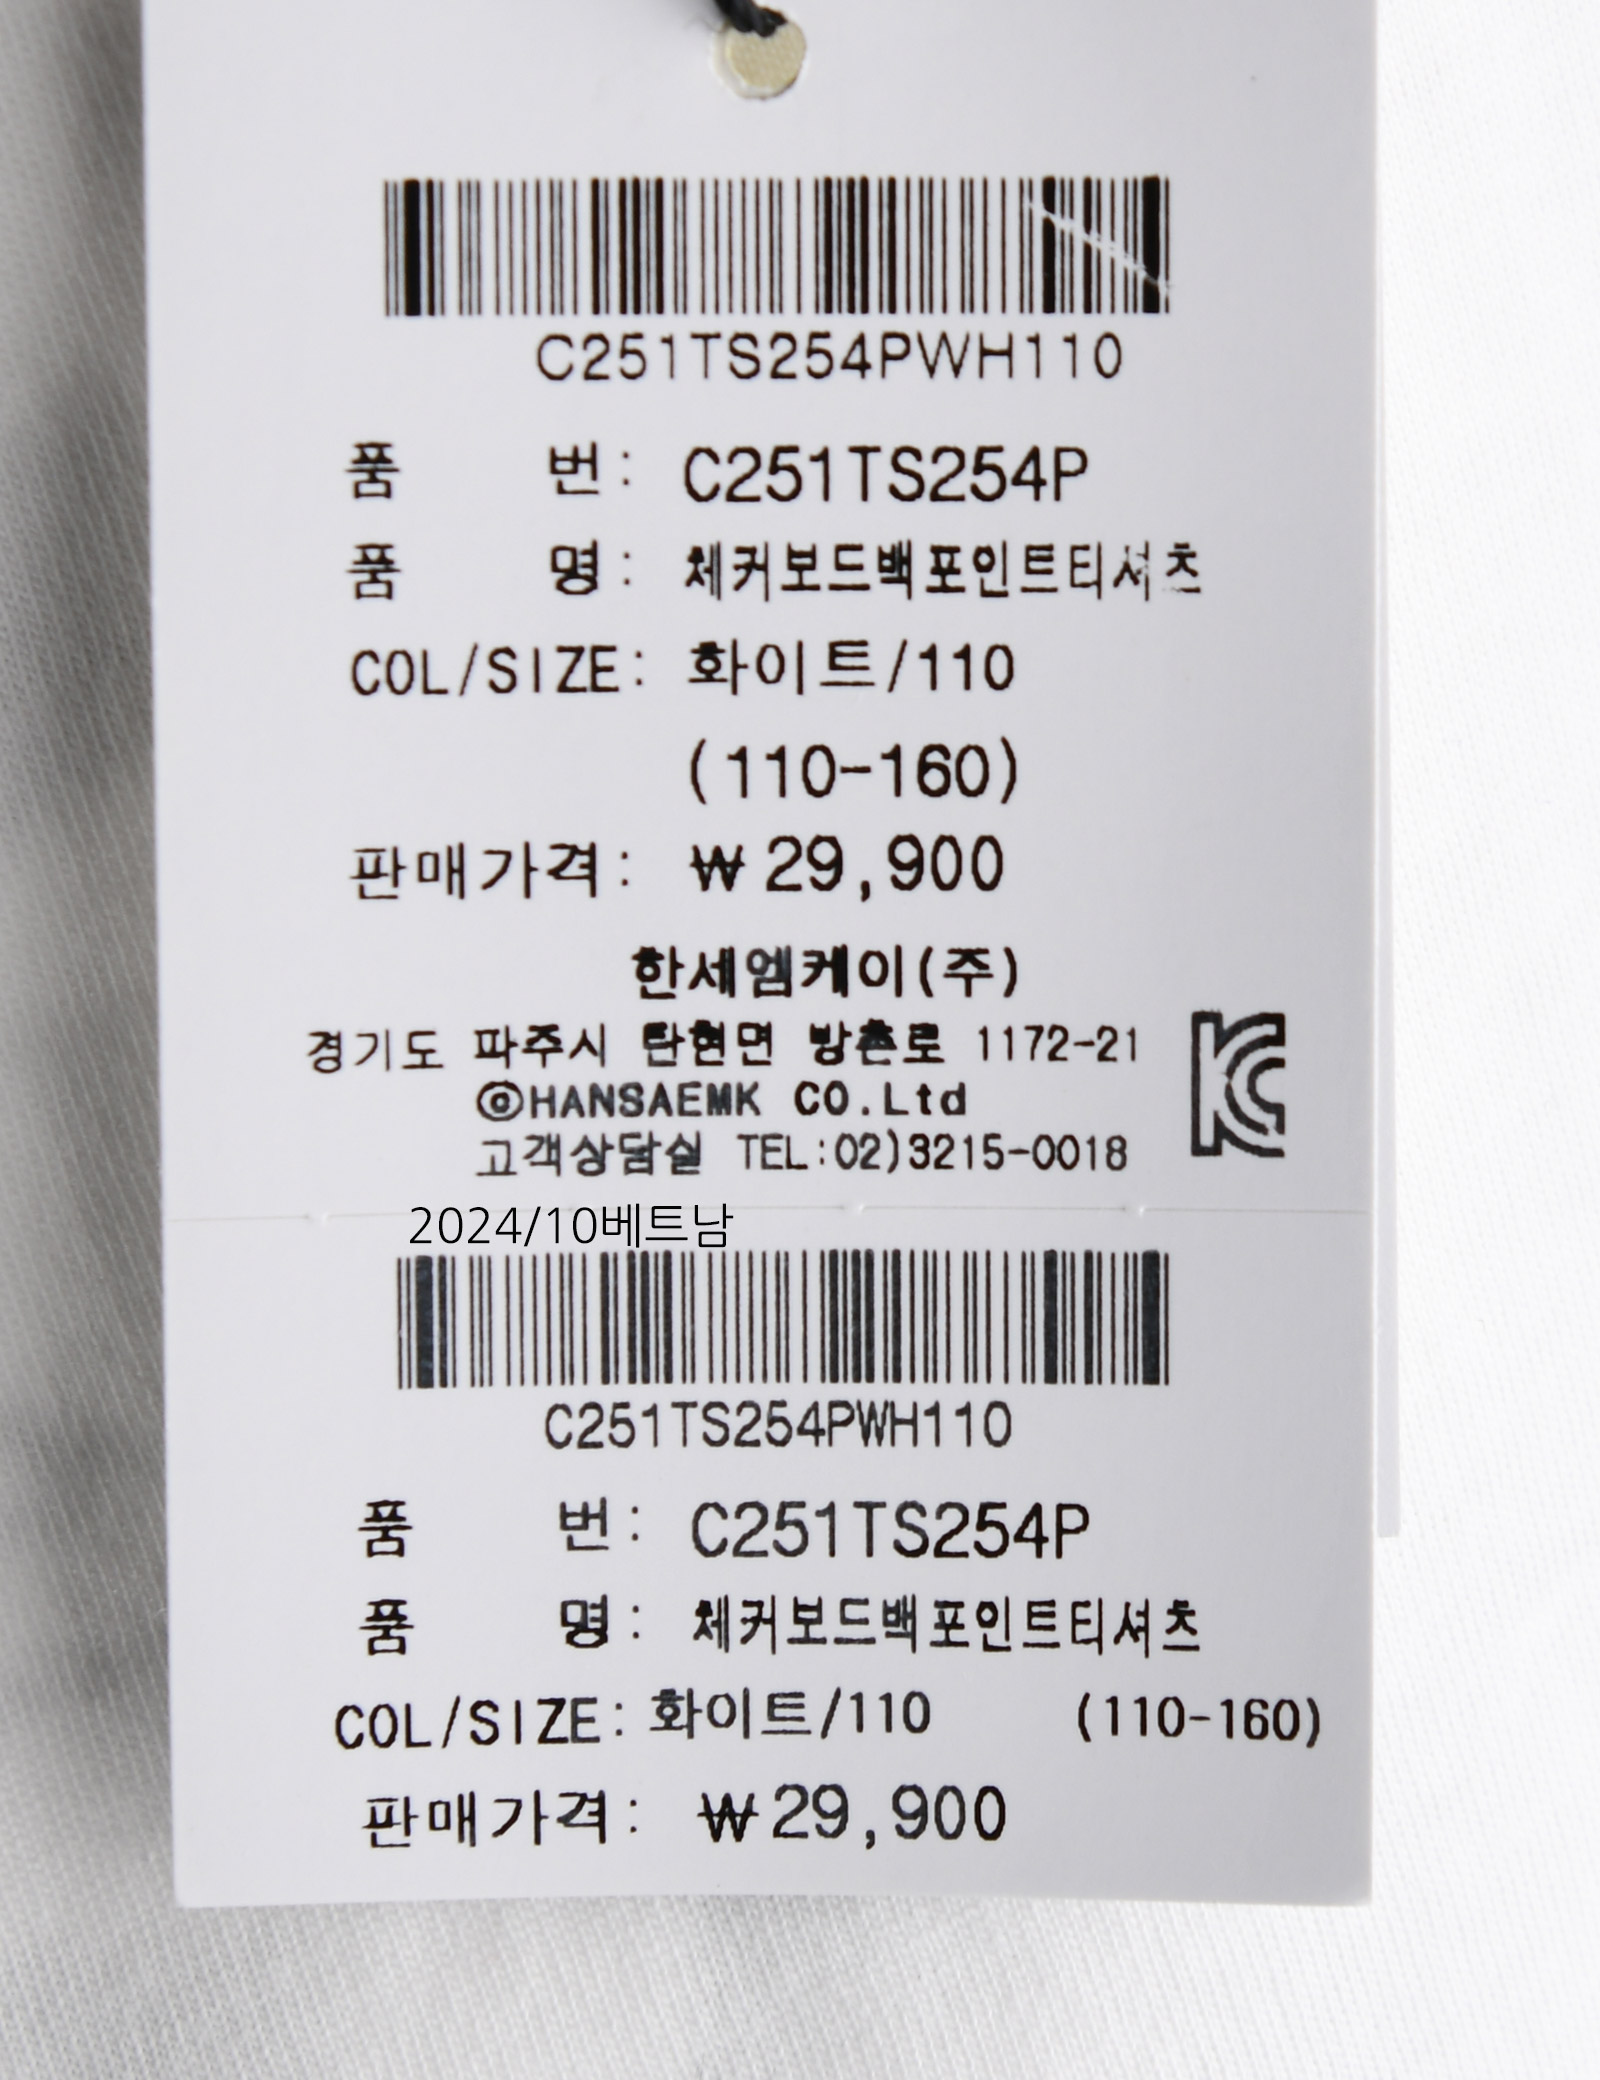 C251TS254PWH110
품 번: C251TS254P
품 명: 체커보드백포인트티셔츠
COL/SIZE: 화이트/110
(110-160)
판매가격: ₩29,900
한세엠케이(주)
경기도 파주시 탄현면 방촌로 1172-21
©HANSAEMK CO.Ltd
고객상담실 TEL:02)3215-0018
2024/10베트남
C251TS254PWH110
품 번: C251TS254P
품 명: 체커보드백포인트티셔츠
COL/SIZE: 화이트/110 (110-160)
판매가격: ₩29,900